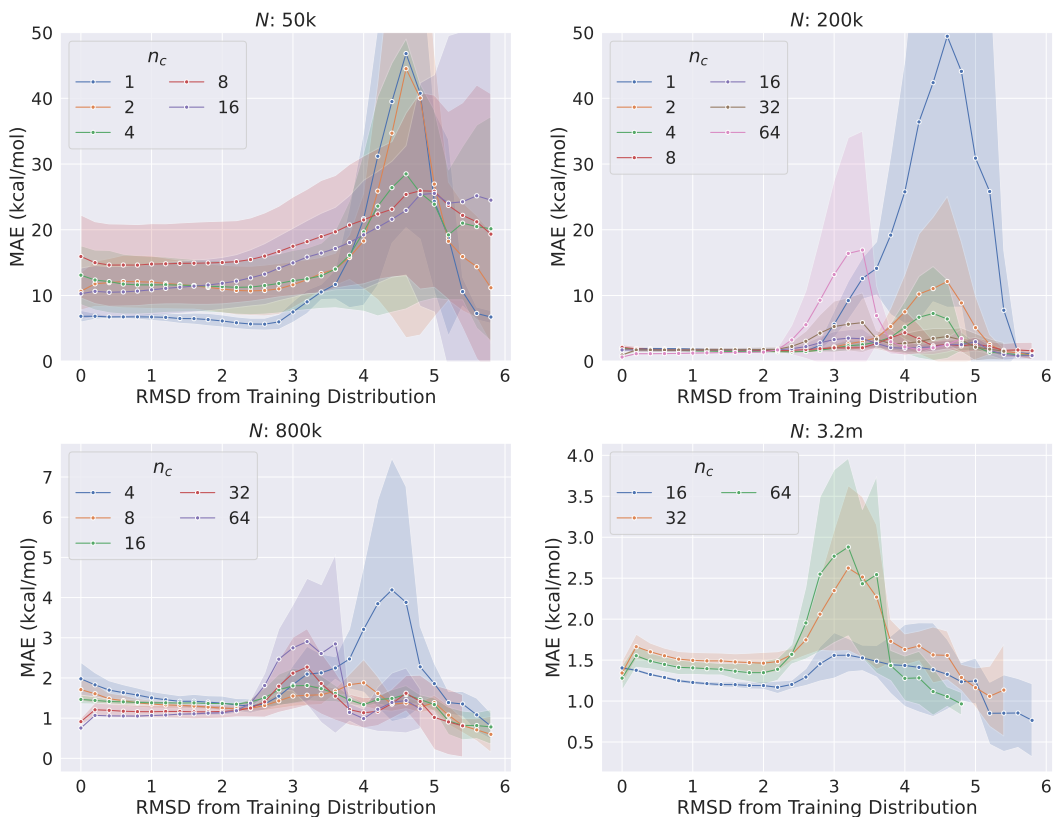 N: 50k
n_c
1
8
2
16
4
50
40
30
20
10
0
MAE (kcal/mol)
0 1 2 3 4 5 6
RMSD from Training Distribution
N: 200k
n_c
1
16
2
32
4
64
8
50
40
30
20
10
0
MAE (kcal/mol)
0 1 2 3 4 5 6
RMSD from Training Distribution
N: 800k
n_c
4
32
8
64
16
7
6
5
4
3
2
1
0
MAE (kcal/mol)
0 1 2 3 4 5 6
RMSD from Training Distribution
N: 3.2m
n_c
16
64
32
4.0
3.5
3.0
2.5
2.0
1.5
1.0
0.5
MAE (kcal/mol)
0 1 2 3 4 5 6
RMSD from Training Distribution